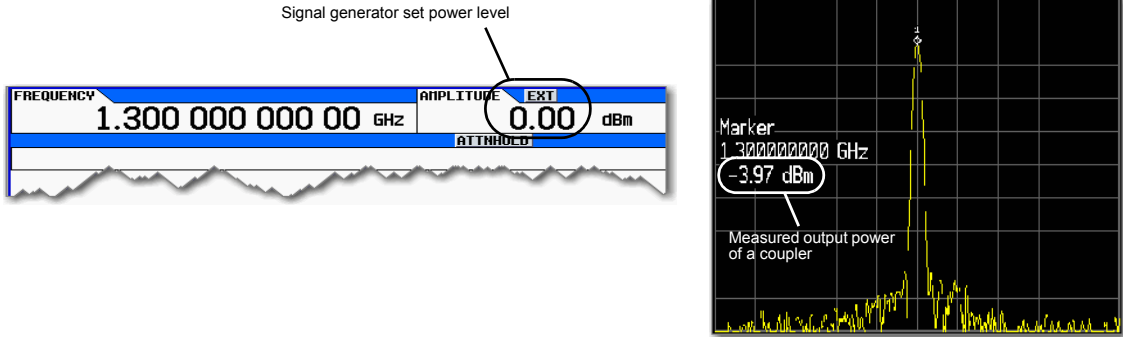 Signal generator set power level
FREQUENCY
1.300 000 000 00 GHz
AMPLITUDE EXT
0.00 dBm
ATTNHOLD
1
Marker
1.300000000 GHz
-3.97 dBm
Measured output power
of a coupler